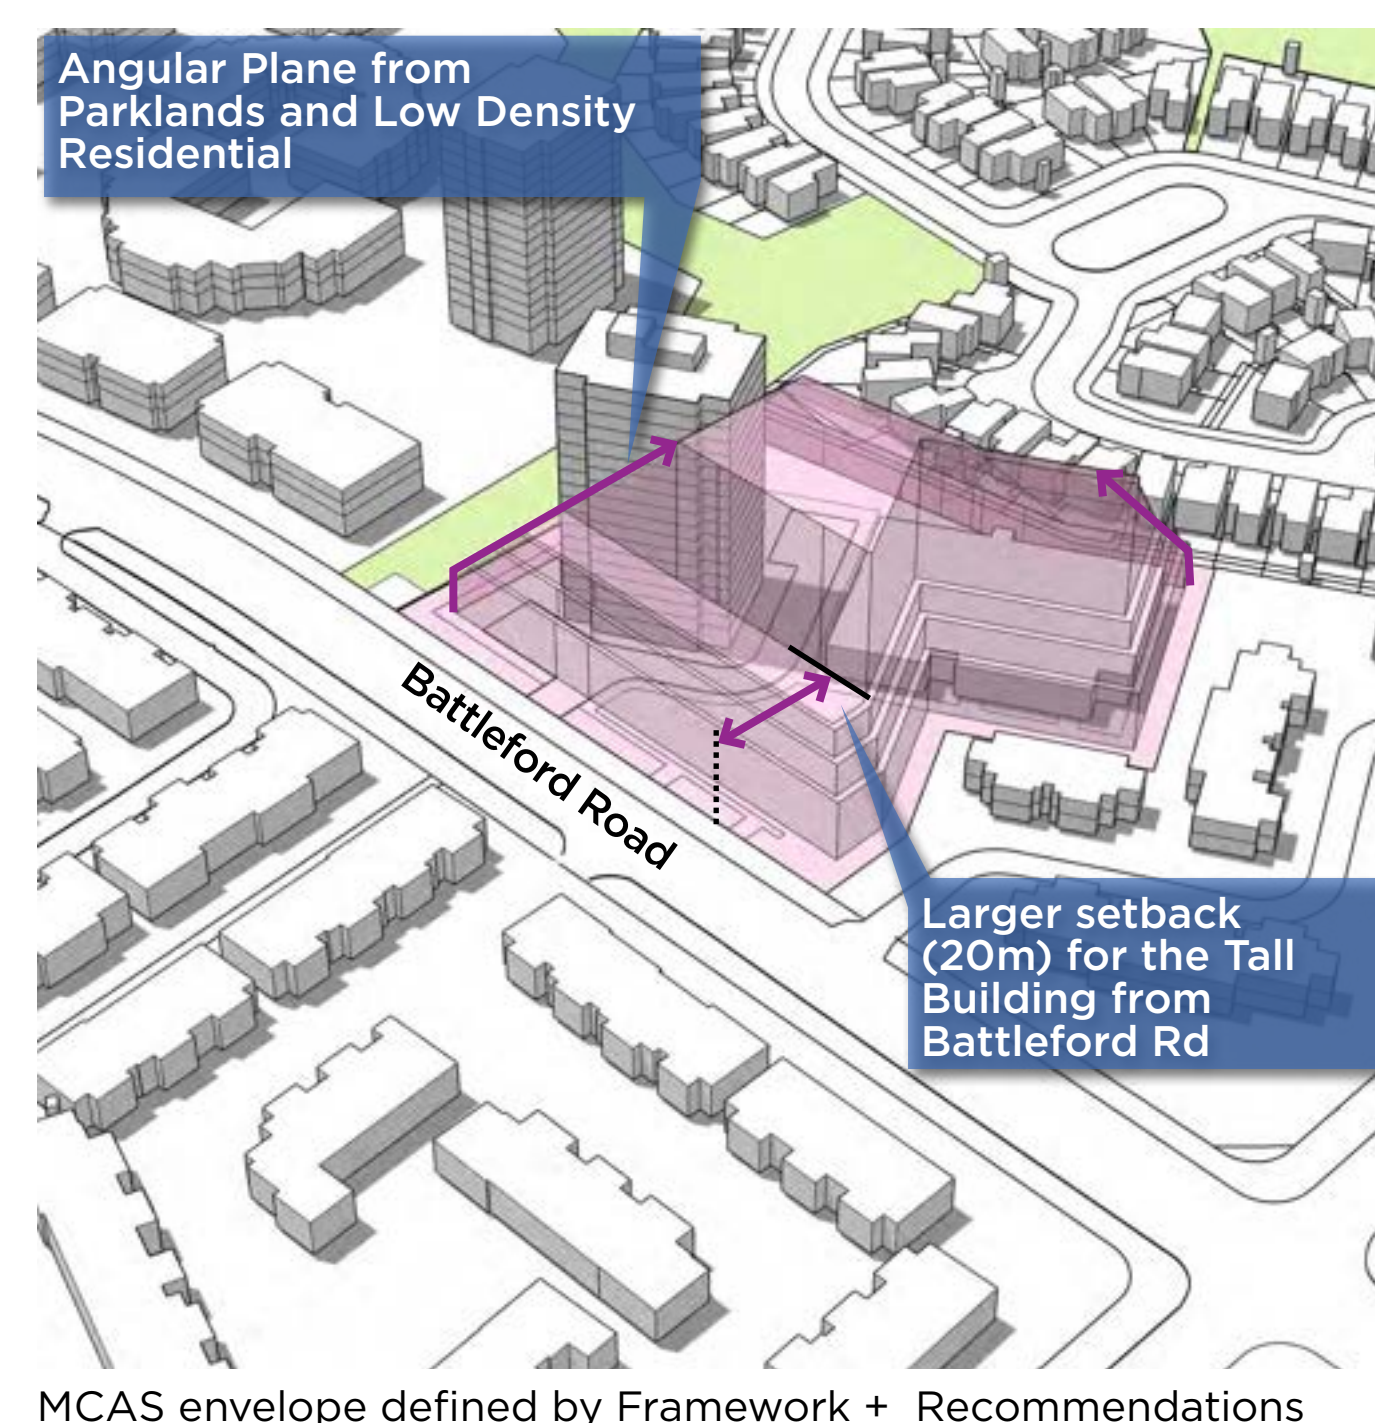 Angular Plane from
Parklands and Low Density
Residential
Battleford Road
Larger setback
(20m) for the Tall
Building from
Battleford Rd
MCAS envelope defined by Framework + Recommendations